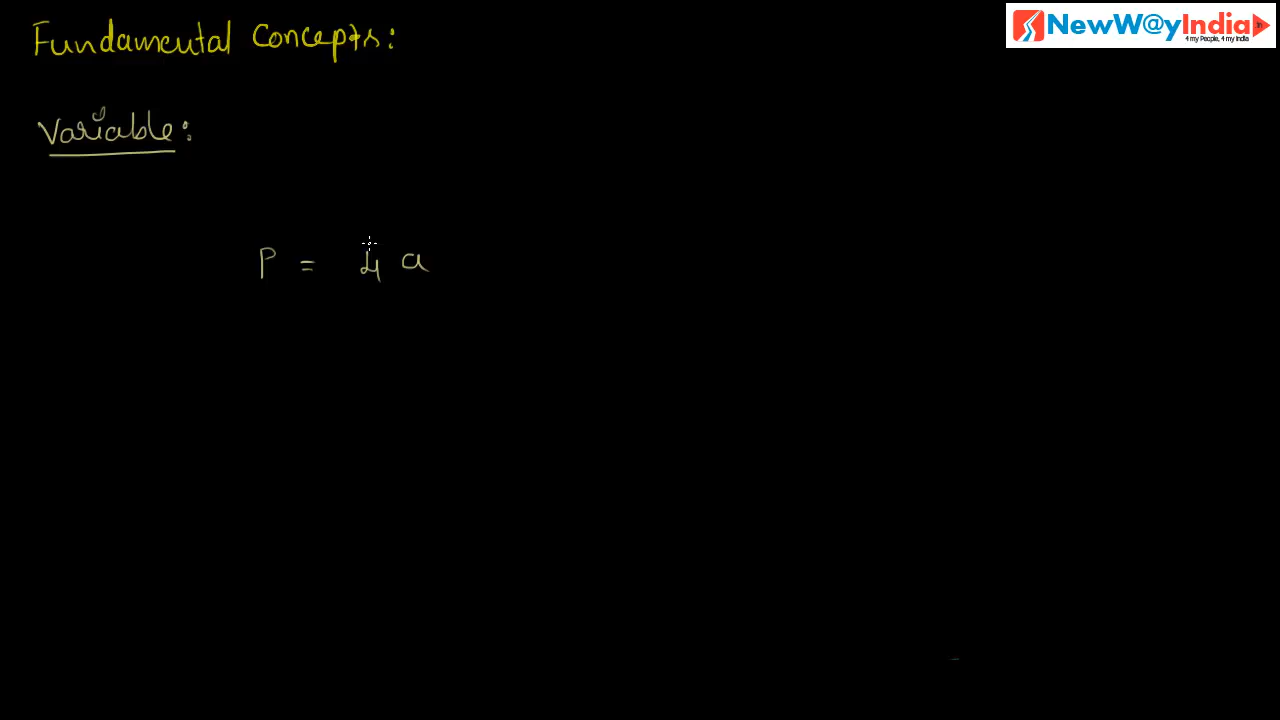 Fundamental Concepts:
NewW@yIndia
4 my People, 4 my India
Variable:
P = 4 a